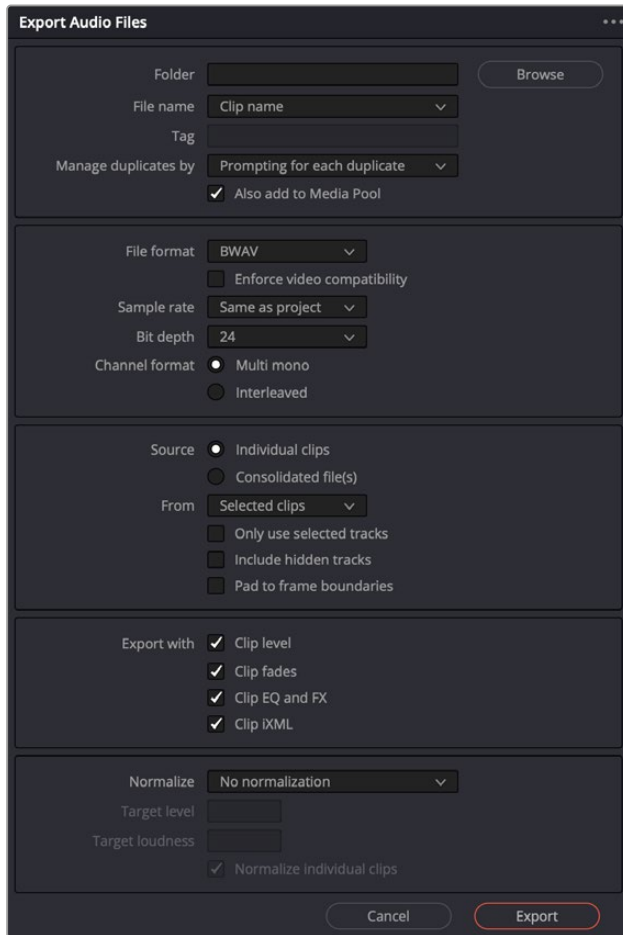 Export Audio Files
Folder Browse
File name Clip name
Tag
Manage duplicates by Prompting for each duplicate
Also add to Media Pool
File format BWAV
Enforce video compatibility
Sample rate Same as project
Bit depth 24
Channel format Multi mono
Interleaved
Source Individual clips
Consolidated file(s)
From Selected clips
Only use selected tracks
Include hidden tracks
Pad to frame boundaries
Export with Clip level
Clip fades
Clip EQ and FX
Clip iXML
Normalize No normalization
Target level
Target loudness
Normalize individual clips
Cancel Export